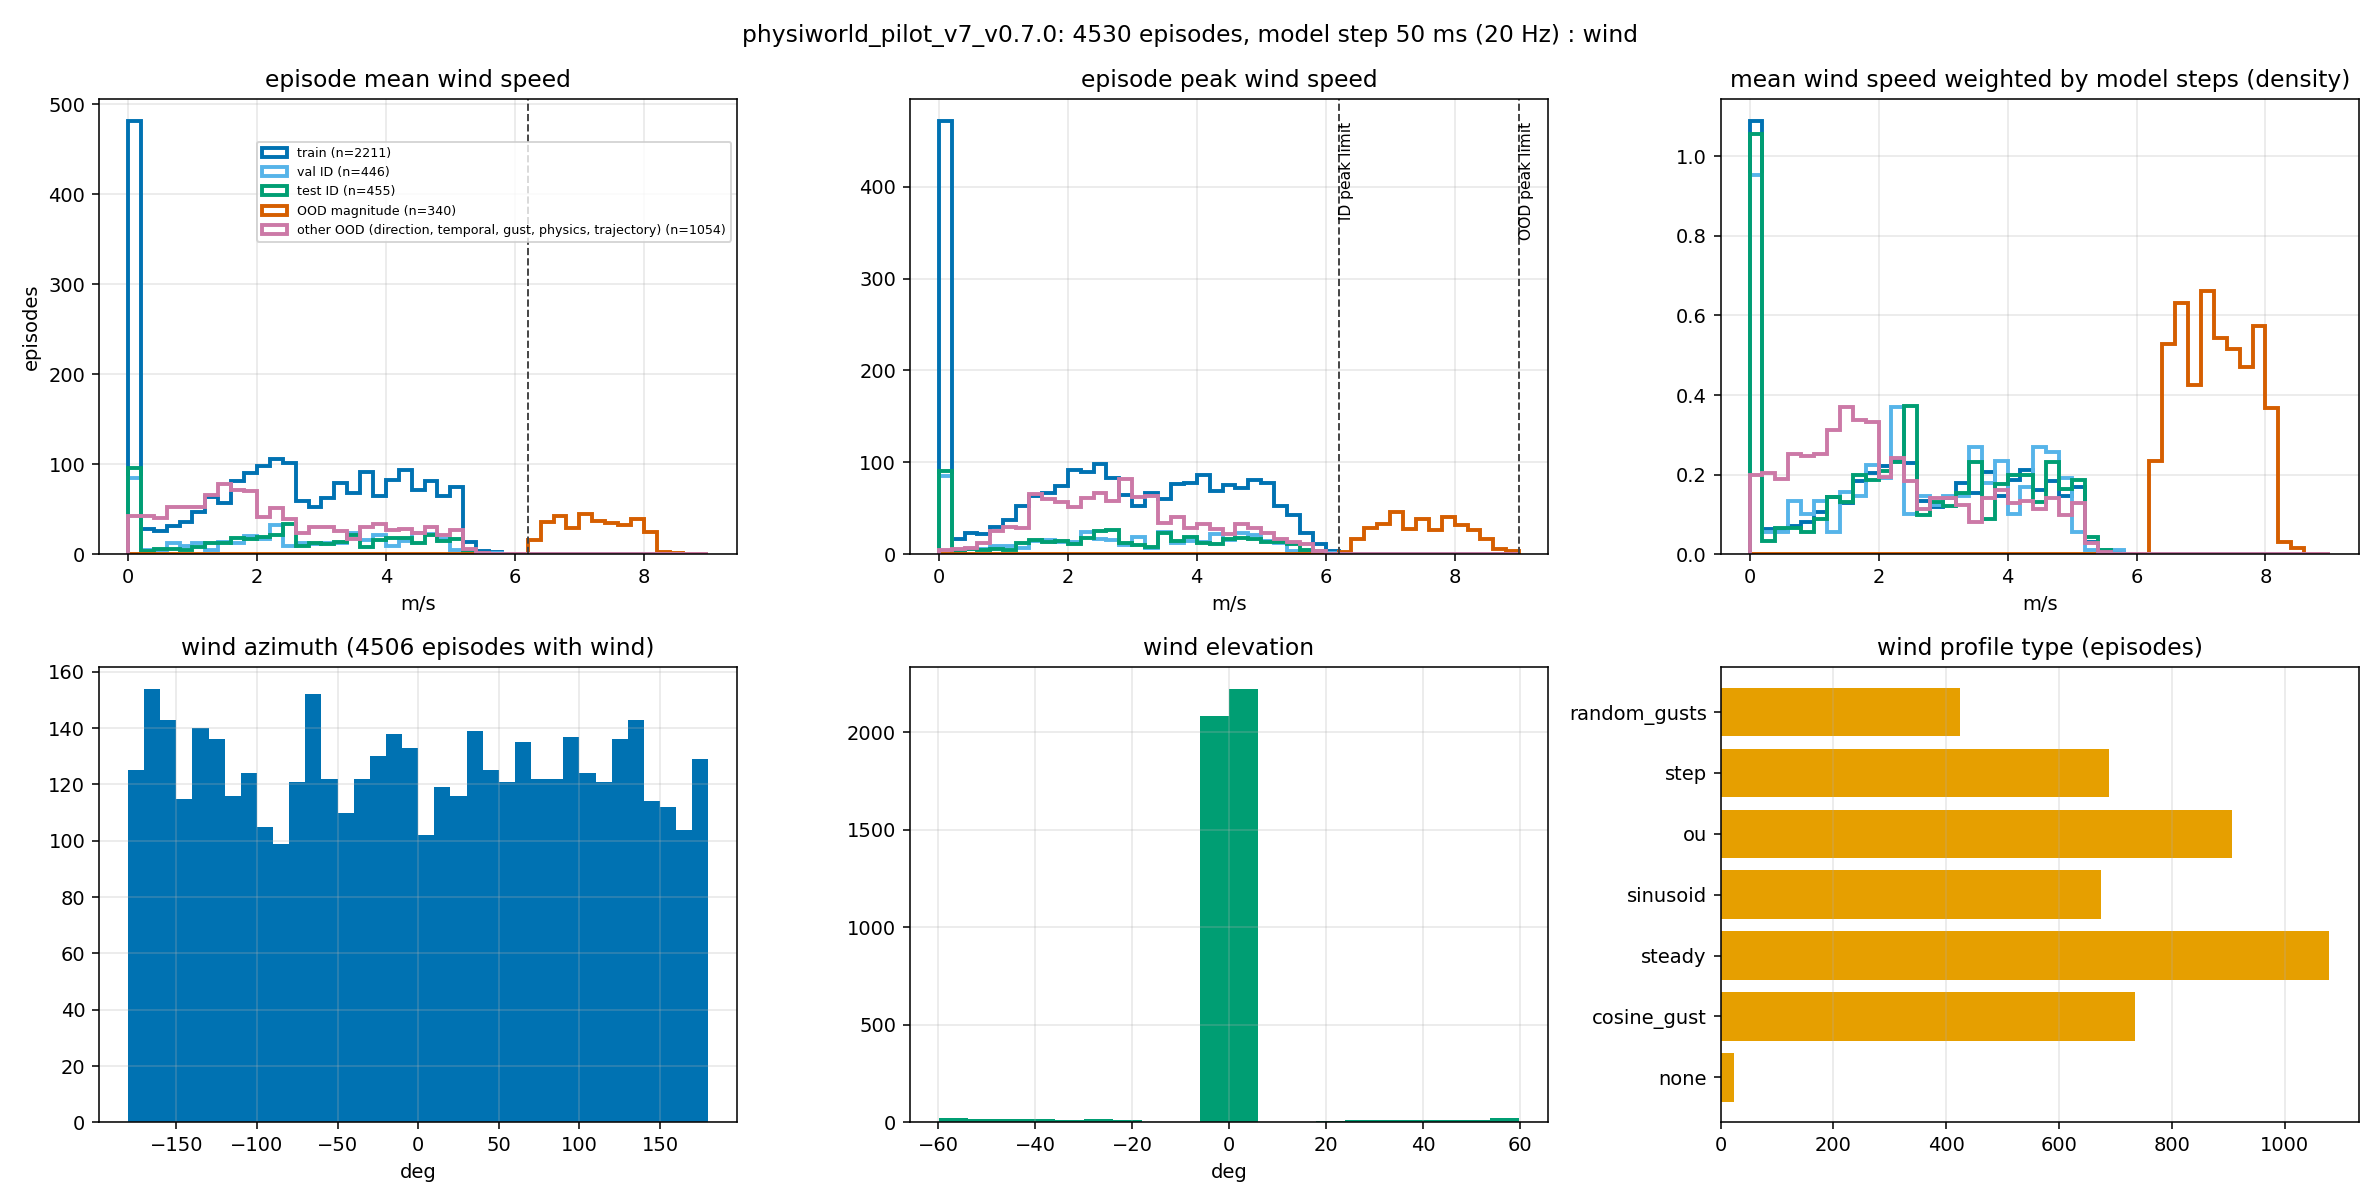 physiworld_pilot_v7_v0.7.0: 4530 episodes, model step 50 ms (20 Hz) : wind
episode mean wind speed
500
400
300
200
100
0
episodes
train (n=2211)
val ID (n=446)
test ID (n=455)
OOD magnitude (n=340)
other OOD (direction, temporal, gust, physics, trajectory) (n=1054)
0 2 4 6 8
m/s
episode peak wind speed
400
300
200
100
0
ID peak limit
OOD peak limit
0 2 4 6 8
m/s
mean wind speed weighted by model steps (density)
1.0
0.8
0.6
0.4
0.2
0.0
0 2 4 6 8
m/s
wind azimuth (4506 episodes with wind)
160
140
120
100
80
60
40
20
0
−150 −100 −50 0 50 100 150
deg
wind elevation
2000
1500
1000
500
0
−60 −40 −20 0 20 40 60
deg
wind profile type (episodes)
random_gusts
step
ou
sinusoid
steady
cosine_gust
none
0 200 400 600 800 1000